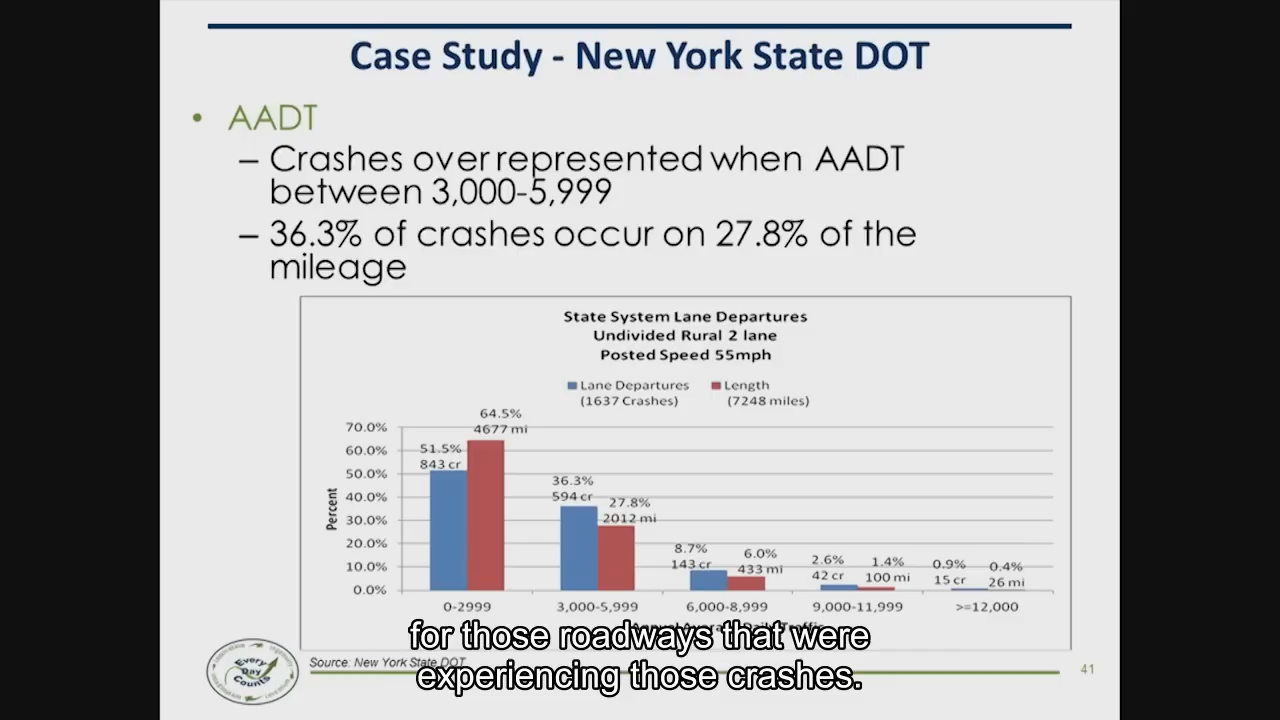 Case Study - New York State DOT
• AADT
– Crashes overrepresented when AADT
between 3,000-5,999
– 36.3% of crashes occur on 27.8% of the
mileage
State System Lane Departures
Undivided Rural 2 lane
Posted Speed 55mph
Lane Departures
(1637 Crashes)
Length
(7248 miles)
Percent
70.0%
60.0%
50.0%
40.0%
30.0%
20.0%
10.0%
0.0%
51.5%
843 cr
64.5%
4677 mi
36.3%
594 cr
27.8%
2012 mi
8.7%
143 cr
6.0%
433 mi
2.6%
42 cr
1.4%
100 mi
0.9%
15 cr
0.4%
26 mi
0-2999
3,000-5,999
6,000-8,999
9,000-11,999
>=12,000
for those roadways that were
experiencing those crashes.
Every
Day
Counts
Source: New York State DOT
41